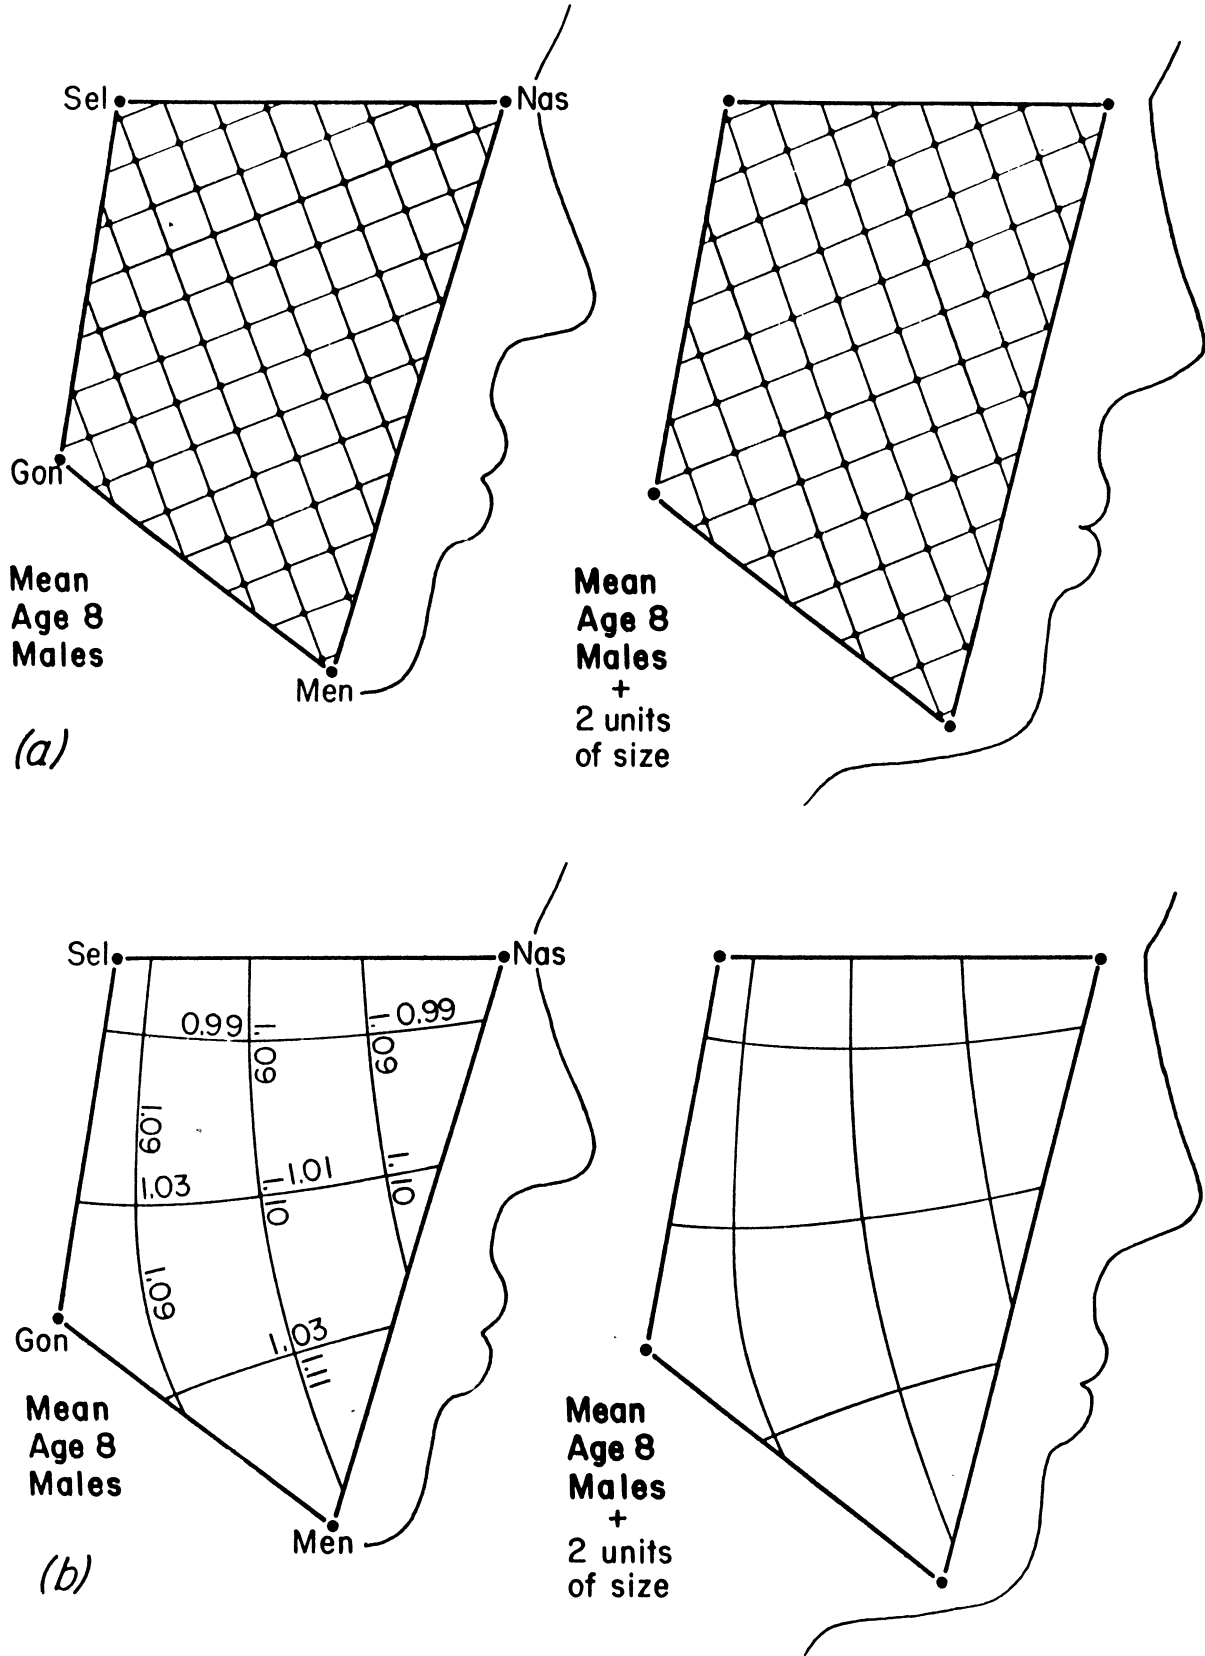 Sel
Nas
Gon
Men
Mean
Age 8
Males
Mean
Age 8
Males
+
2 units
of size
(a)
Sel
Nas
0.99
1.09
1.09
0.99
1.09
1.03
1.10
1.01
1.10
1.09
1.03
1.11
Gon
Men
Mean
Age 8
Males
Mean
Age 8
Males
+
2 units
of size
(b)